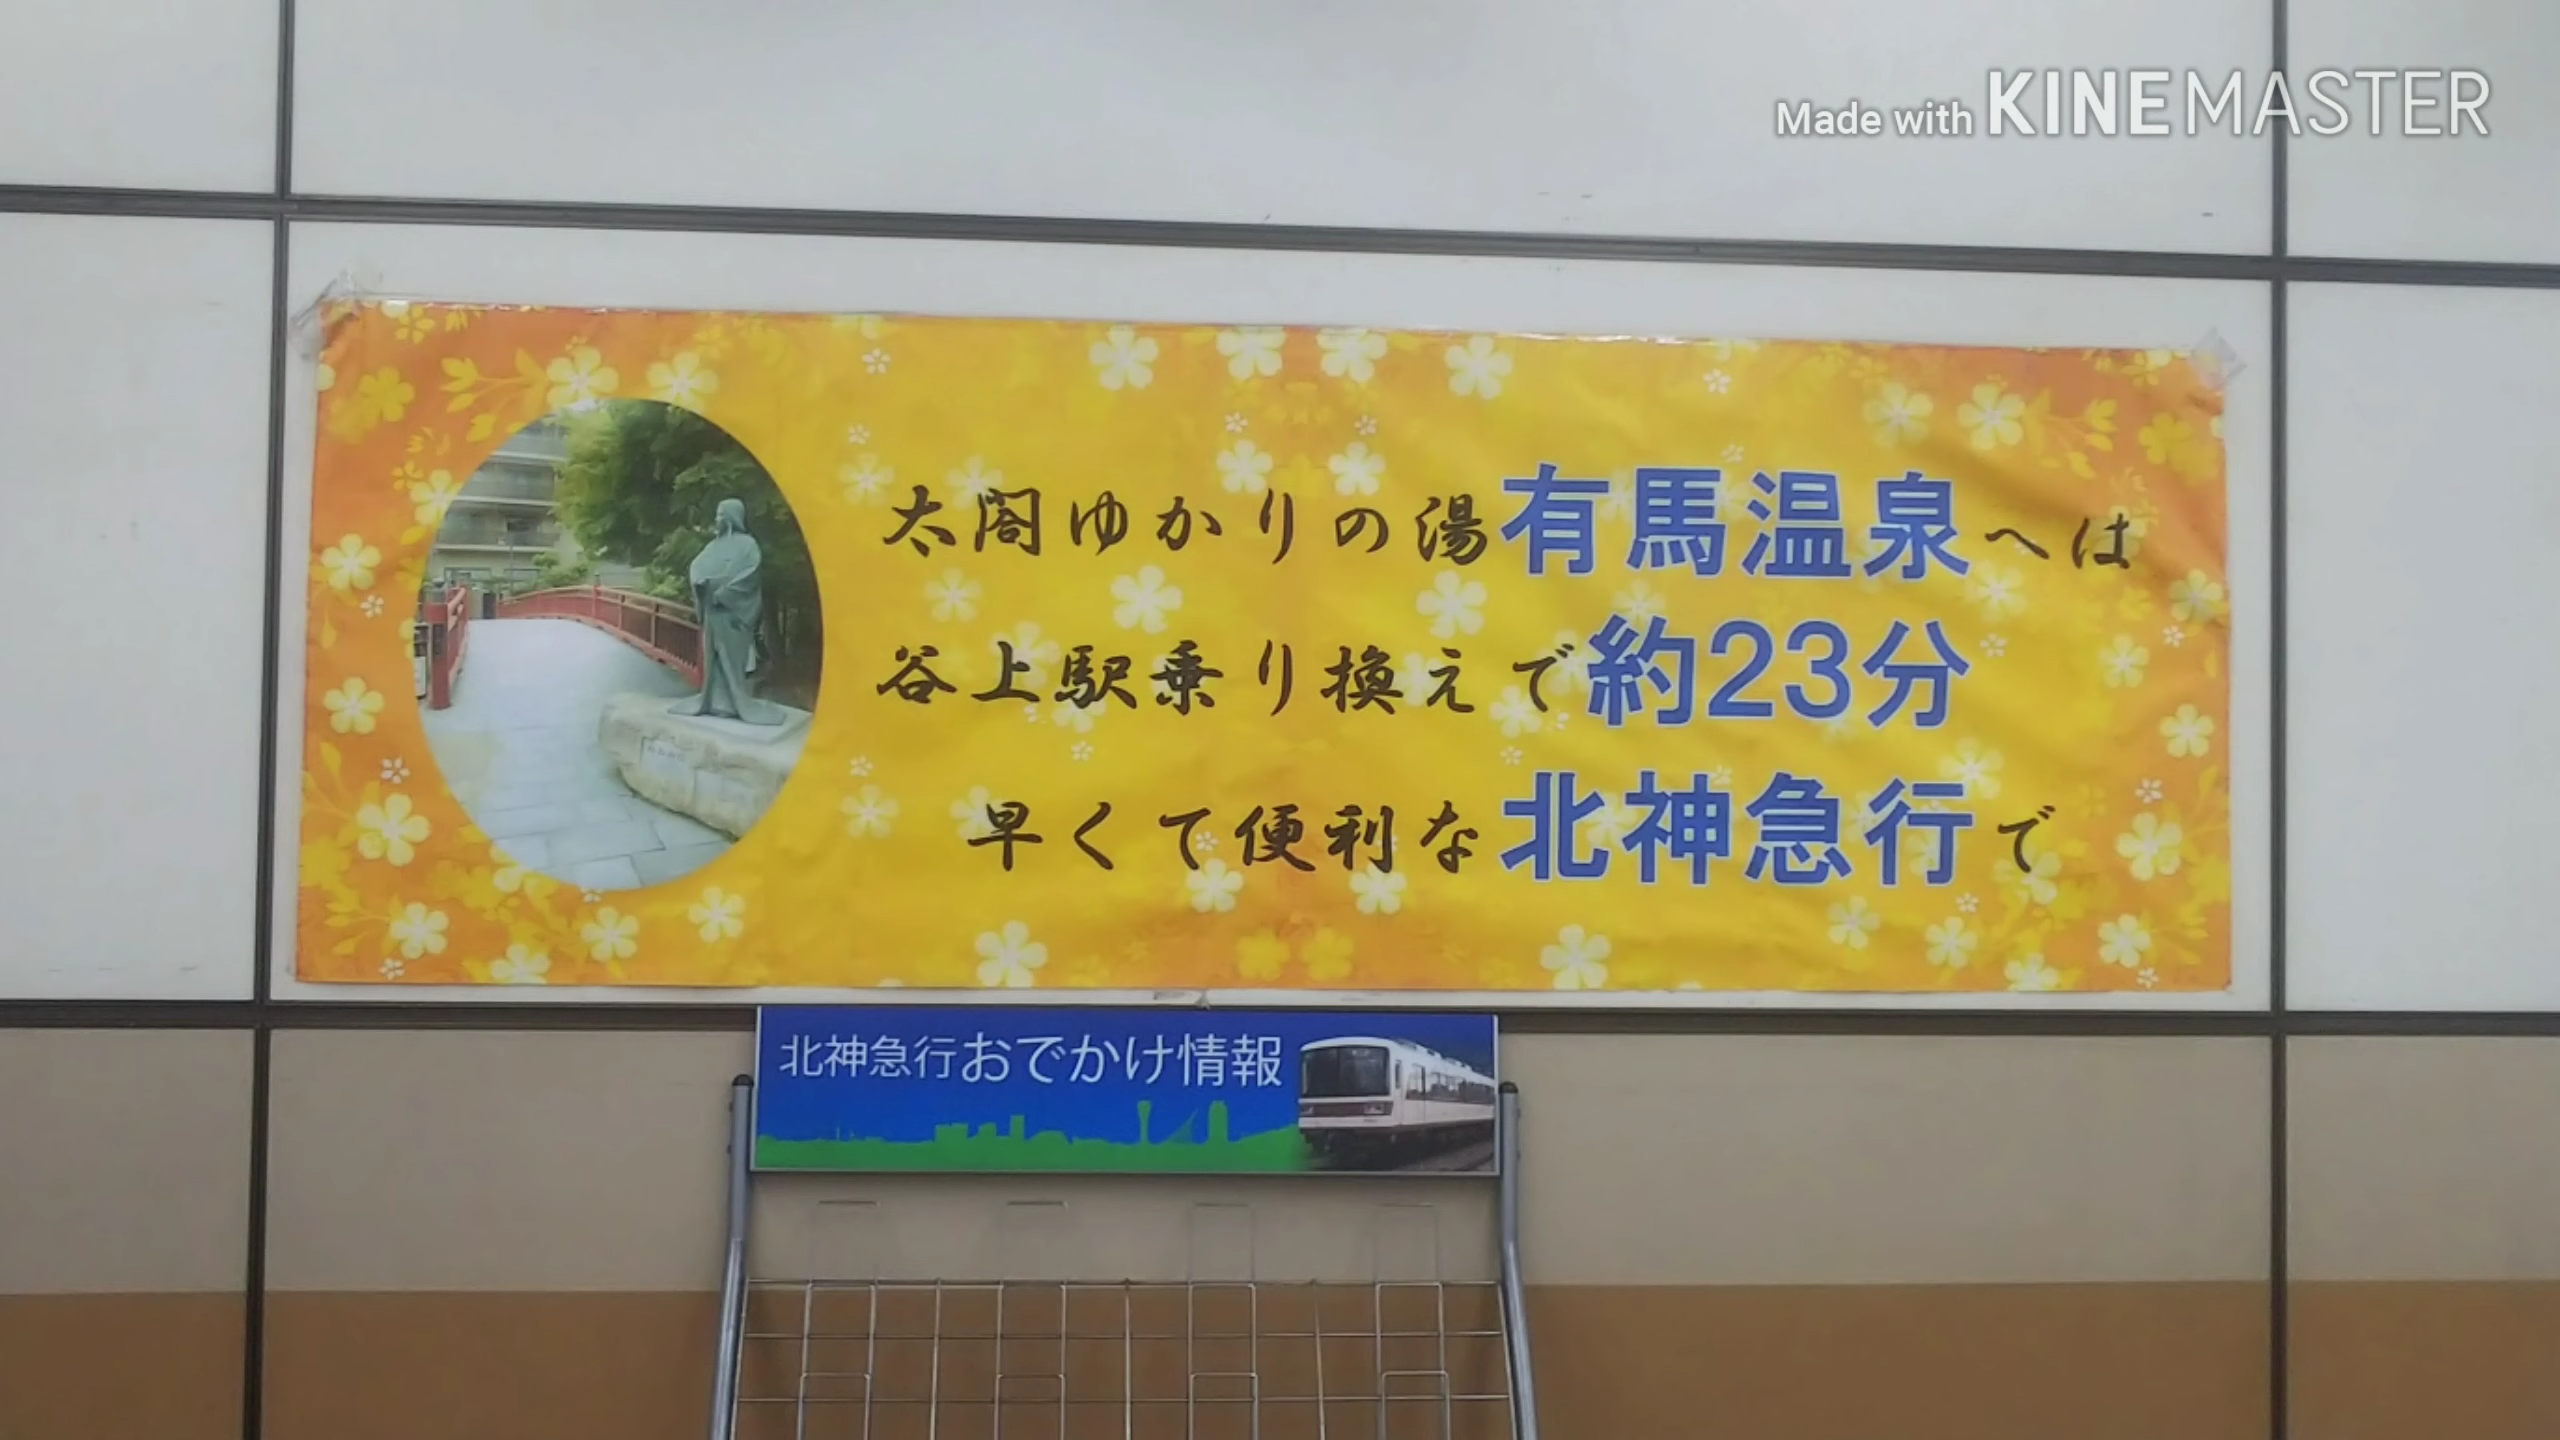 Made with KINEMASTER
太閤ゆかりの湯有馬温泉へは
谷上駅乗り換えで約23分
早くて便利な北神急行で
北神急行おでかけ情報